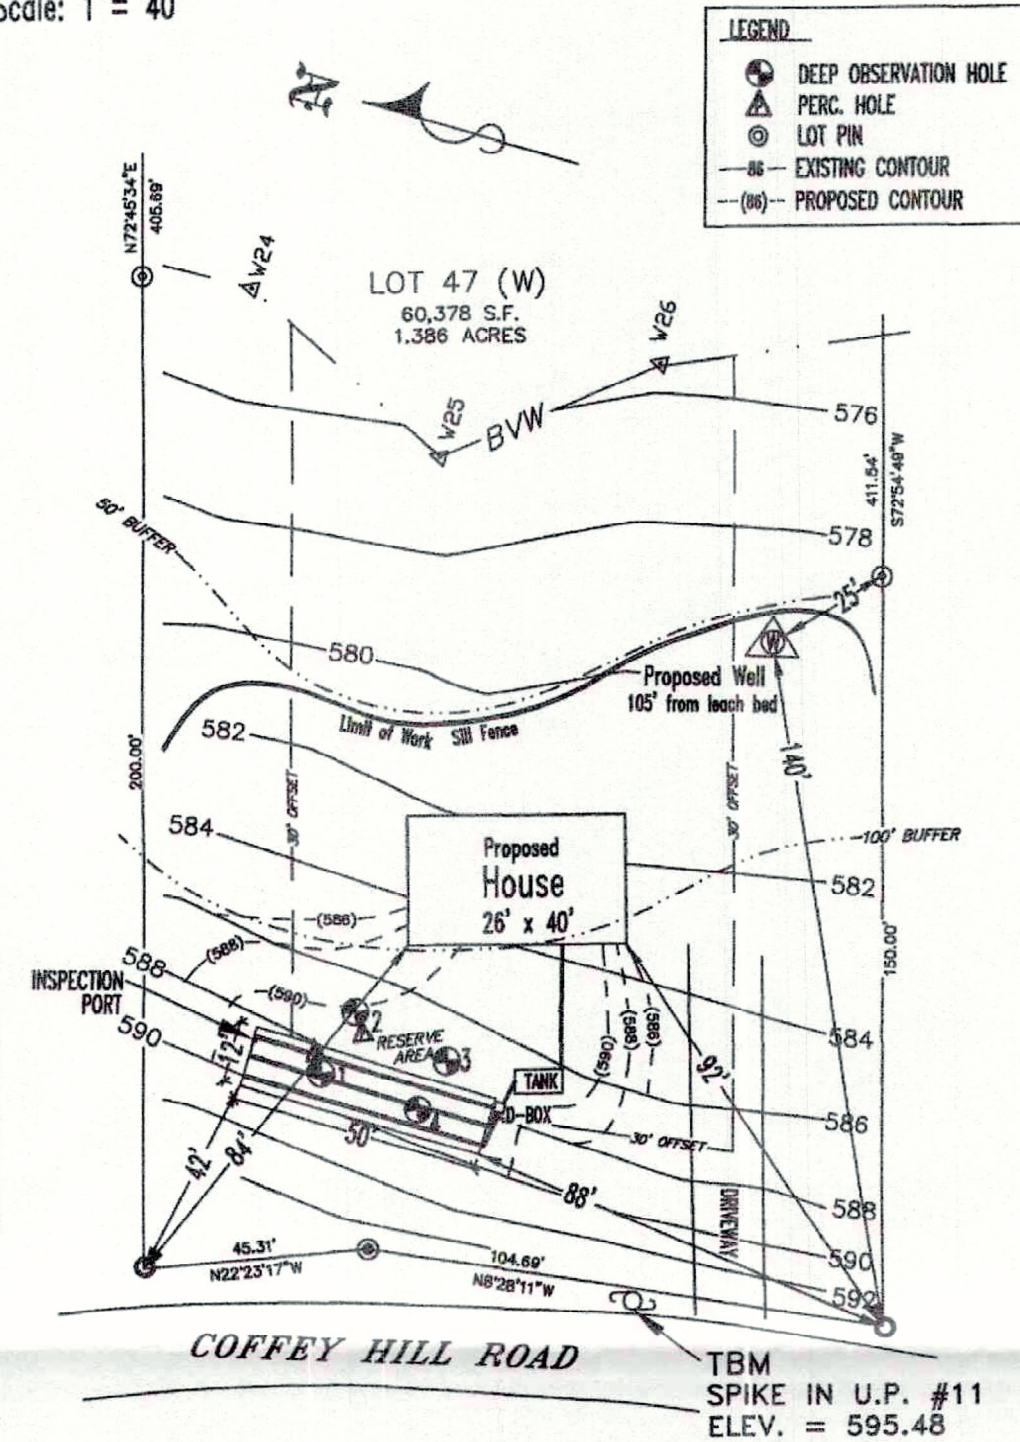 Scale: 1 = 40
LEGEND
DEEP OBSERVATION HOLE
PERC. HOLE
LOT PIN
86 EXISTING CONTOUR
(86) PROPOSED CONTOUR
N
N72°45'34"E
405.69'
W24
LOT 47 (W)
60,378 S.F.
1.386 ACRES
W26
W25
BVW
576
411.54'
S72°54'49"W
50' BUFFER
578
25'
580
W
Proposed Well
105' from leach bed
Limit of Work Silt Fence
582
200.00'
140'
30' OFFSET
30' OFFSET
584
Proposed
House
26' x 40'
100' BUFFER
582
(586)
(588)
588
150.00'
INSPECTION
PORT
(590)
590
2
RESERVE
AREA
3
12'
1
TANK
(590)
(588)
(586)
584
92'
D-BOX
4
50'
586
30' OFFSET
42'
84'
88'
DRIVEWAY
588
590
592
45.31'
N22°23'17"W
104.69'
N8°28'11"W
COFFEY HILL ROAD
TBM
SPIKE IN U.P. #11
ELEV. = 595.48